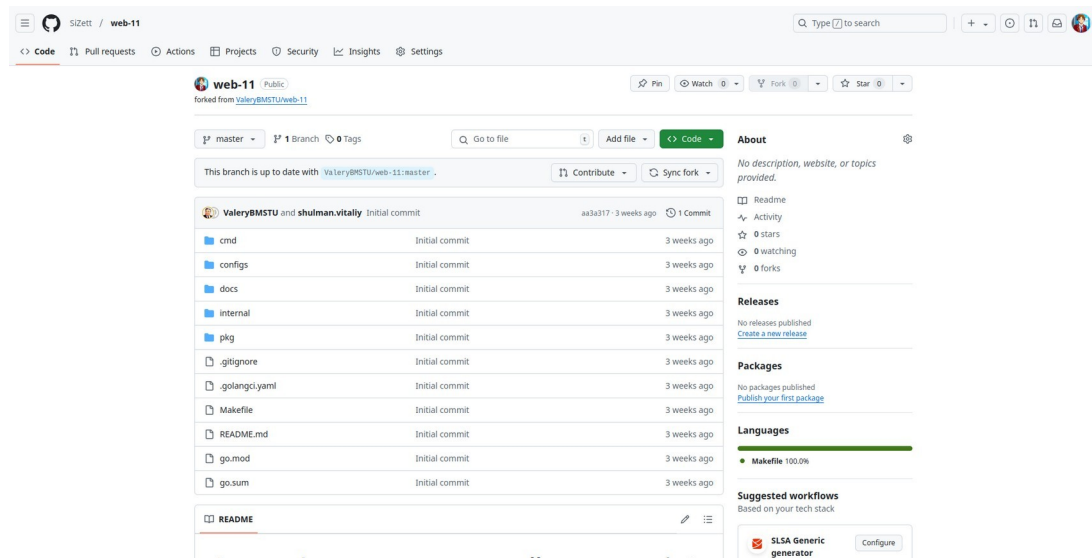 SiZett / web-11
Type / to search
Code Pull requests Actions Projects Security Insights Settings
web-11 Public
Pin Watch 0 Fork 0 Star 0
forked from ValeryBMSTU/web-11
master 1 Branch 0 Tags Go to file t Add file Code
This branch is up to date with ValeryBMSTU/web-11:master . Contribute Sync fork
ValeryBMSTU and shulman.vitaliy Initial commit aa3a317 · 3 weeks ago 1 Commit
cmd Initial commit 3 weeks ago
configs Initial commit 3 weeks ago
docs Initial commit 3 weeks ago
internal Initial commit 3 weeks ago
pkg Initial commit 3 weeks ago
.gitignore Initial commit 3 weeks ago
.golangci.yaml Initial commit 3 weeks ago
Makefile Initial commit 3 weeks ago
README.md Initial commit 3 weeks ago
go.mod Initial commit 3 weeks ago
go.sum Initial commit 3 weeks ago
README
About
No description, website, or topics
provided.
Readme
Activity
0 stars
0 watching
0 forks
Releases
No releases published
Create a new release
Packages
No packages published
Publish your first package
Languages
Makefile 100.0%
Suggested workflows
Based on your tech stack
SLSA Generic
generator
Configure